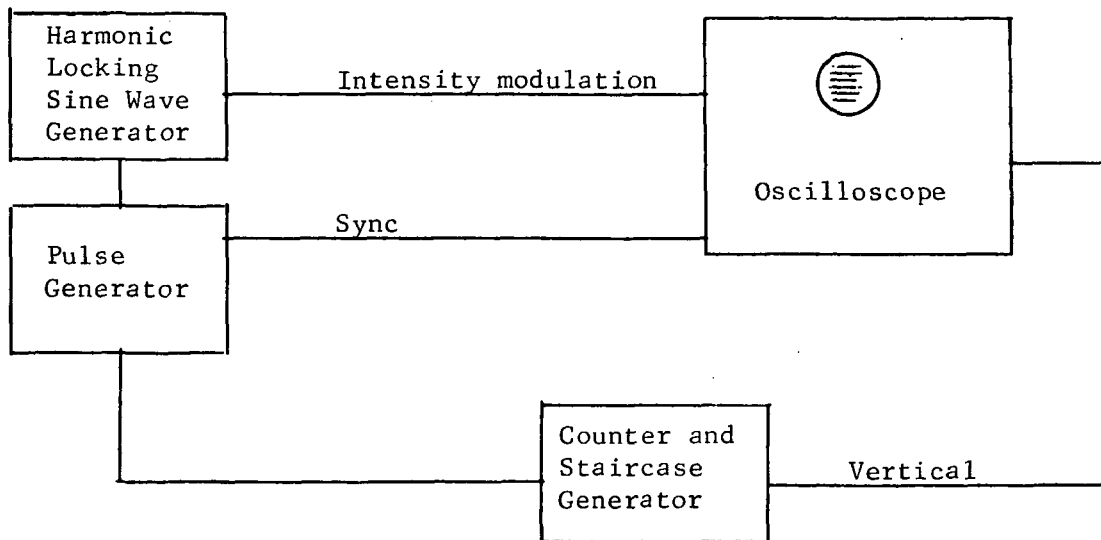 Harmonic
Locking
Sine Wave
Generator
Intensity modulation
Oscilloscope
Sync
Pulse
Generator
Counter and
Staircase
Generator
Vertical